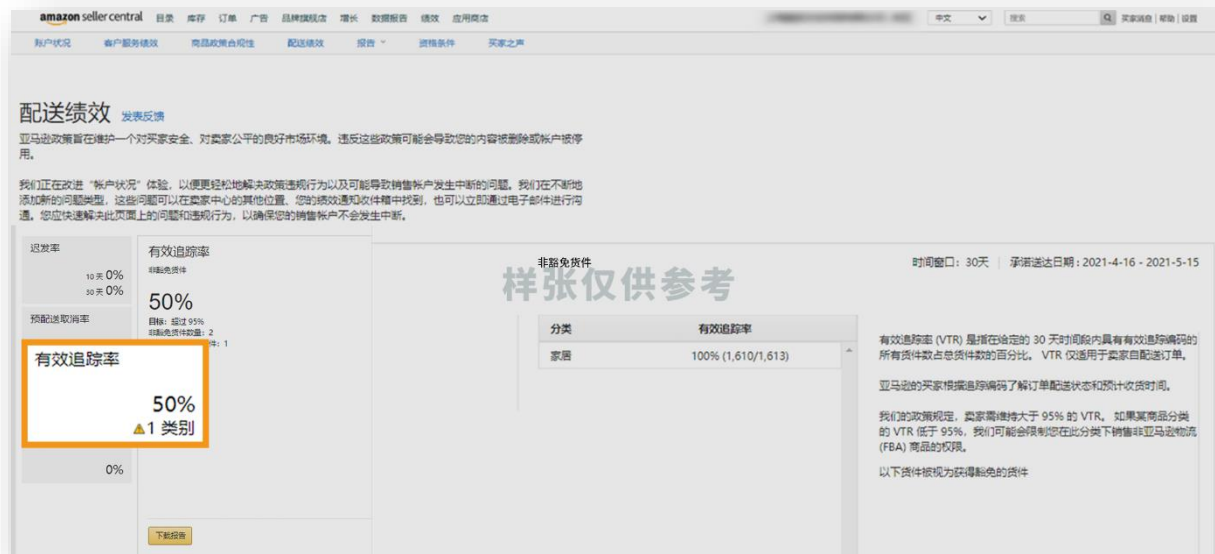 amazon seller central 目录 库存 订单 广告 品牌旗舰店 增长 数据报告 绩效 应用商店 中文 搜索 买家消息 | 帮助 | 设置
账户状况 客户服务绩效 商品政策合规性 配送绩效 报告 资格条件 买家之声
配送绩效 发表反馈
亚马逊政策旨在维护一个对买家安全、对卖家公平的良好市场环境。违反这些政策可能会导致您的内容被删除或帐户被停
用。
我们正在改进“帐户状况”体验，以便更轻松地解决政策违规行为以及可能导致销售帐户发生中断的问题。我们在不断地
添加新的问题类型，这些问题可以在卖家中心的其他位置、您的绩效通知收件箱中找到，也可以立即通过电子邮件进行沟
通。您应快速解决此页面上的问题和违规行为，以确保您的销售帐户不会发生中断。
迟发率
10 天 0%
30 天 0%
预配送取消率
有效追踪率
50%
1 类别
0%
有效追踪率
非豁免货件
50%
目标：超过 95%
非豁免货件数量：2
件：1
下载报告
非豁免货件
样张仅供参考
时间窗口：30天 | 承诺送达日期：2021-4-16 - 2021-5-15
分类 有效追踪率
家居 100% (1,610/1,613)
有效追踪率 (VTR) 是指在给定的 30 天时间段内具有有效追踪编码的
所有货件数占总货件数的百分比。 VTR 仅适用于卖家自配送订单。
亚马逊的买家根据追踪编码了解订单配送状态和预计收货时间。
我们的政策规定，卖家需维持大于 95% 的 VTR。 如果某商品分类
的 VTR 低于 95%，我们可能会限制您在此分类下销售非亚马逊物流
(FBA) 商品的权限。
以下货件被视为获得豁免的货件